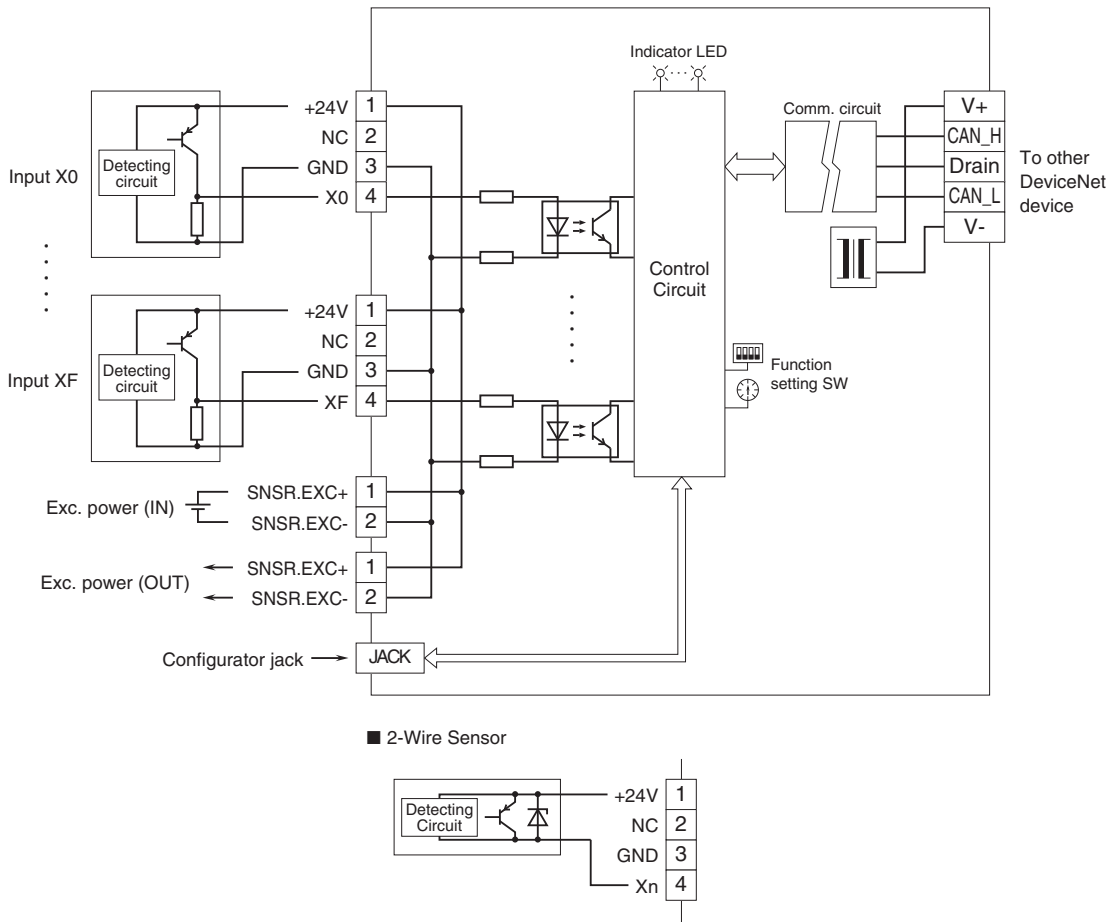 Indicator LED
Comm. circuit
V+
CAN_H
Drain
CAN_L
V-
To other
DeviceNet
device
Input X0
Detecting
circuit
+24V 1
NC 2
GND 3
X0 4
Control
Circuit
Function
setting SW
Input XF
Detecting
circuit
+24V 1
NC 2
GND 3
XF 4
Exc. power (IN)
SNSR.EXC+ 1
SNSR.EXC- 2
Exc. power (OUT)
SNSR.EXC+ 1
SNSR.EXC- 2
Configurator jack
JACK
■ 2-Wire Sensor
Detecting
Circuit
+24V 1
NC 2
GND 3
Xn 4